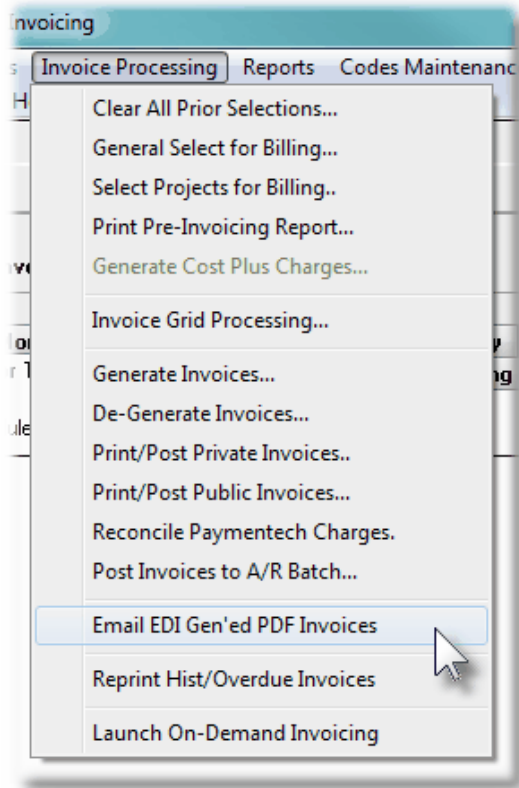 Invoicing
Invoice Processing Reports Codes Maintenanc
Clear All Prior Selections...
General Select for Billing...
Select Projects for Billing..
Print Pre-Invoicing Report...
Generate Cost Plus Charges...
Invoice Grid Processing...
Generate Invoices...
De-Generate Invoices...
Print/Post Private Invoices..
Print/Post Public Invoices...
Reconcile Paymentech Charges.
Post Invoices to A/R Batch...
Email EDI Gen'ed PDF Invoices
Reprint Hist/Overdue Invoices
Launch On-Demand Invoicing